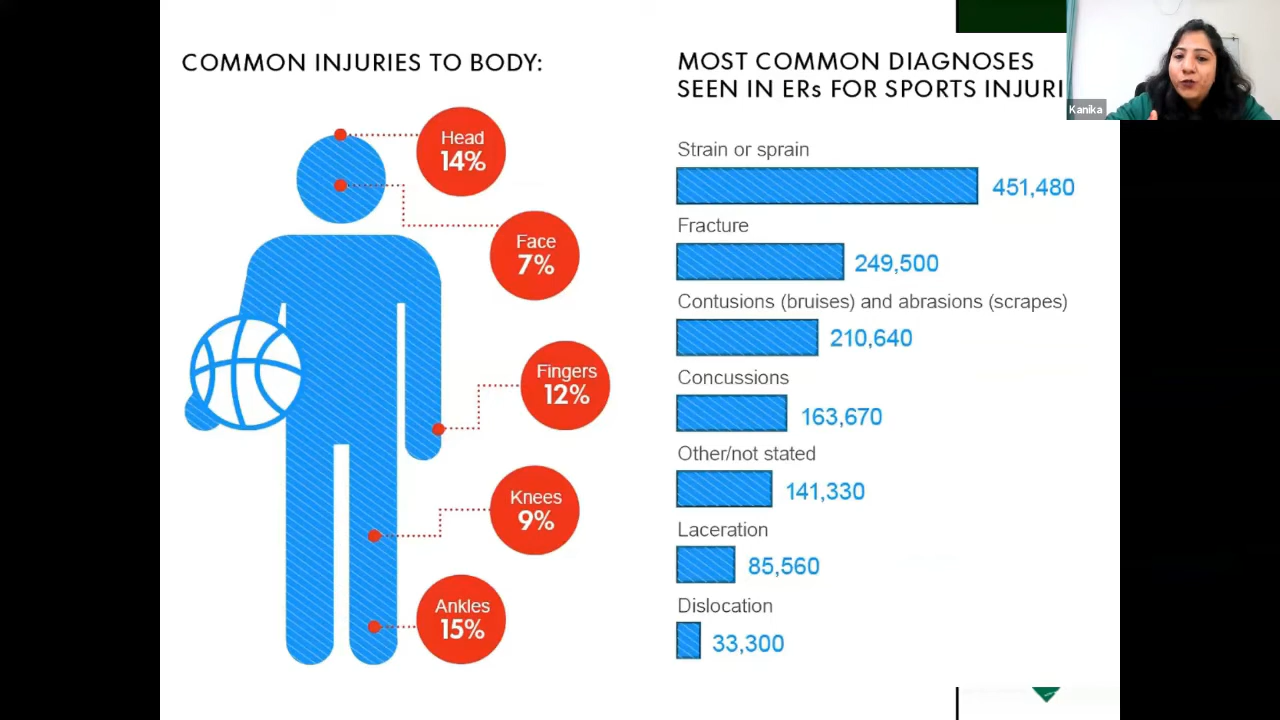 COMMON INJURIES TO BODY:
Head
14%
Face
7%
Fingers
12%
Knees
9%
Ankles
15%
MOST COMMON DIAGNOSES
SEEN IN ERs FOR SPORTS INJURI
Strain or sprain
451,480
Fracture
249,500
Contusions (bruises) and abrasions (scrapes)
210,640
Concussions
163,670
Other/not stated
141,330
Laceration
85,560
Dislocation
33,300
Kanika